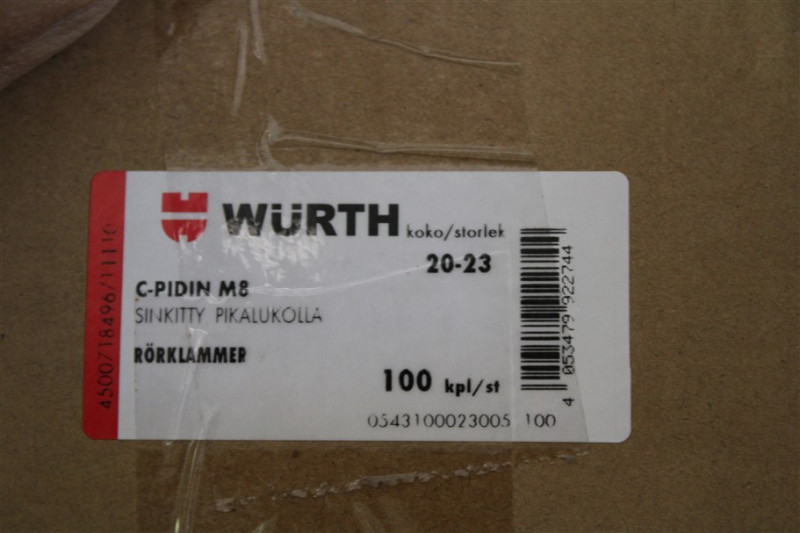 WÜRTH
koko/storlek
20-23
C-PIDIN M8
SINKITTY PIKALUKOLLA
RÖRKLAMMER
100 kpl/st
0543100023005 100
4500718496/11110
4 053479 922744